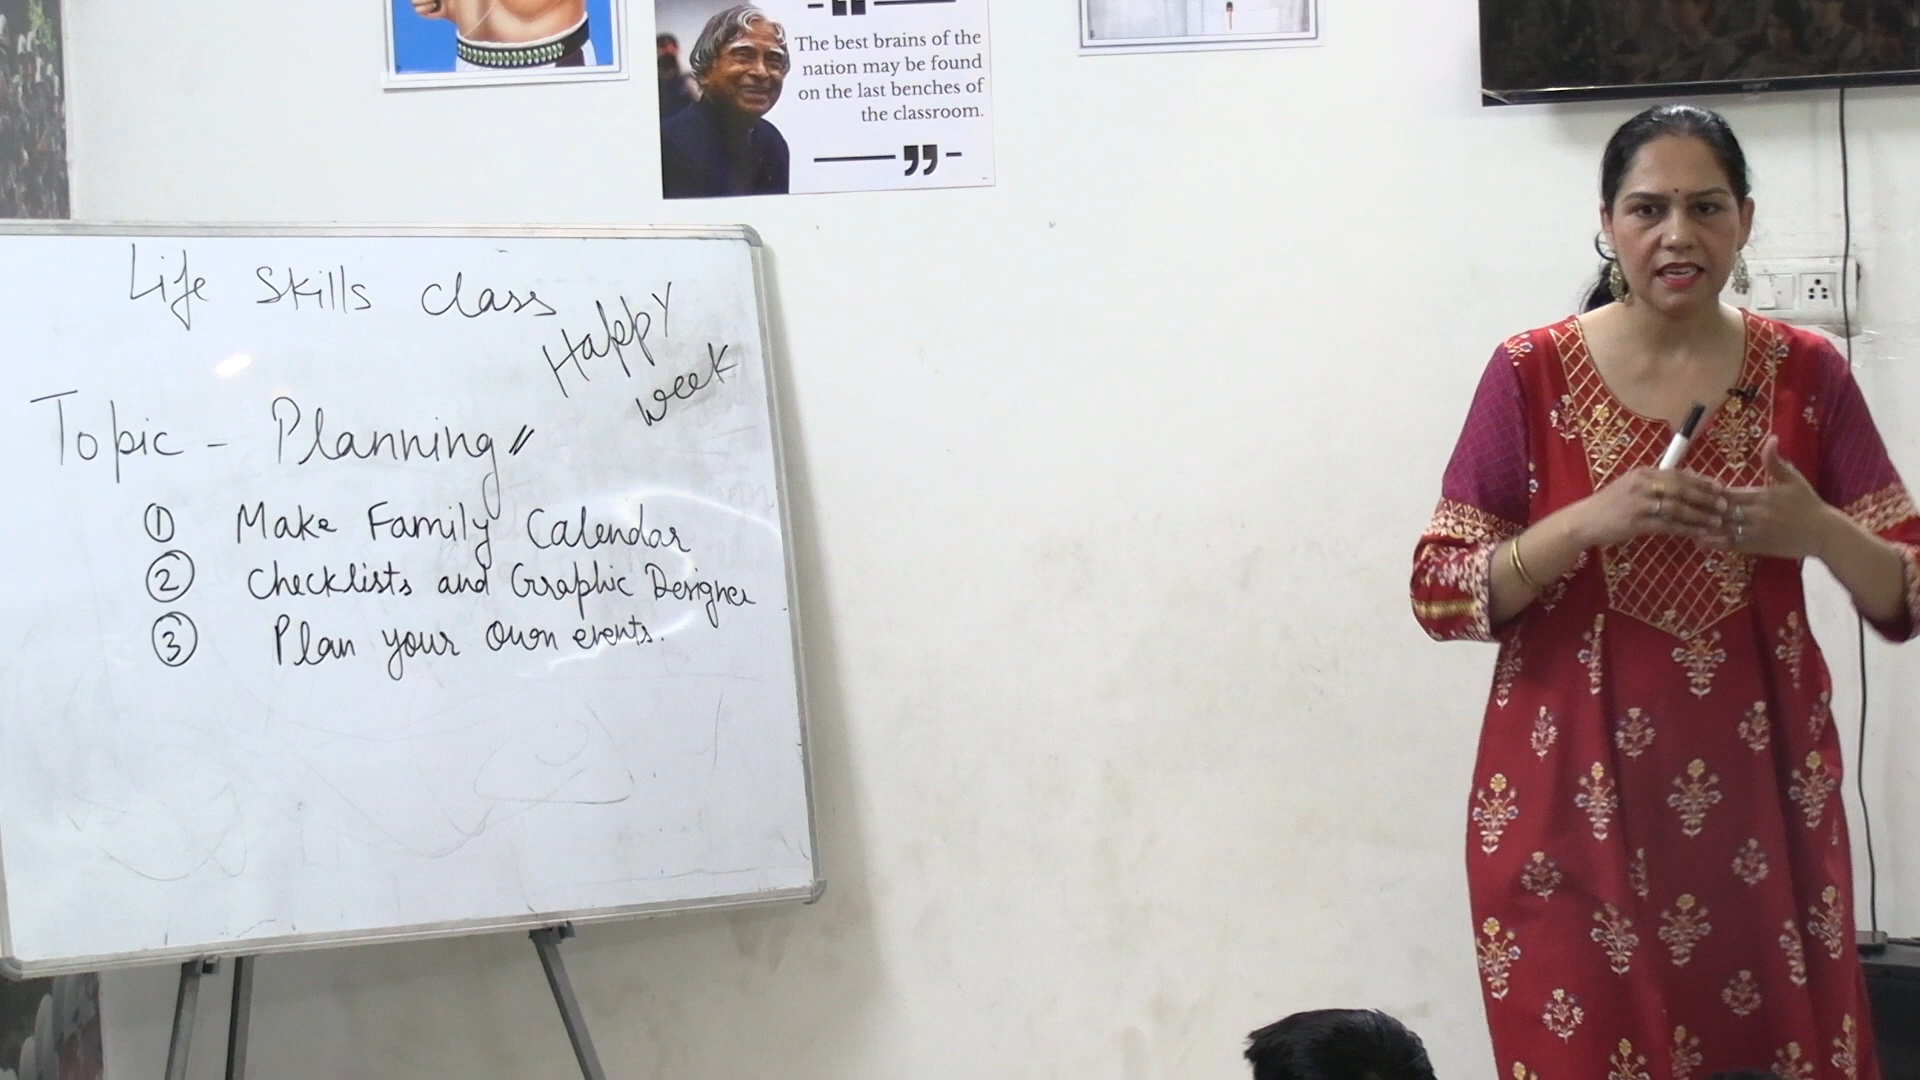 The best brains of the
nation may be found
on the last benches of
the classroom.
Life Skills Class
Happy
week
Topic - Planning
① Make Family Calendar
② Checklists and Graphic Designer
③ Plan your own events.